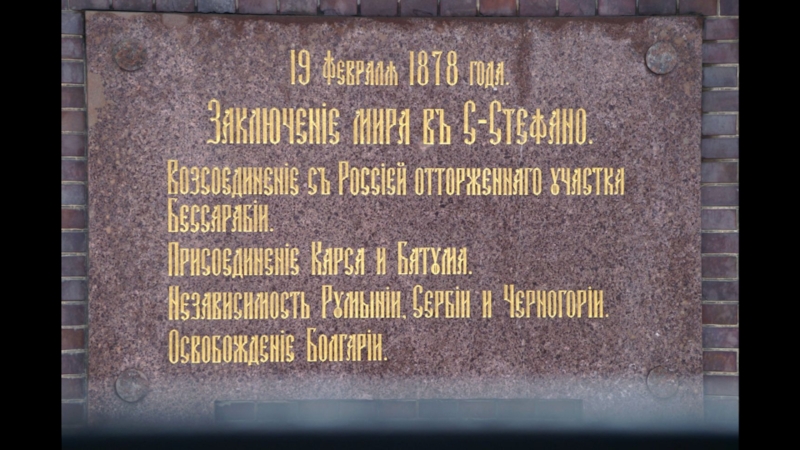 19 Февралѧ 1878 года.
Заключеніе мира въ С-Стефано.
Возсоединеніе съ Россіей отторженнаго участка
Бессарабіи.
Присоединеніе Карса и Батума.
Независимость Румыніи, Сербіи и Черногоріи.
Освобожденіе Болгаріи.